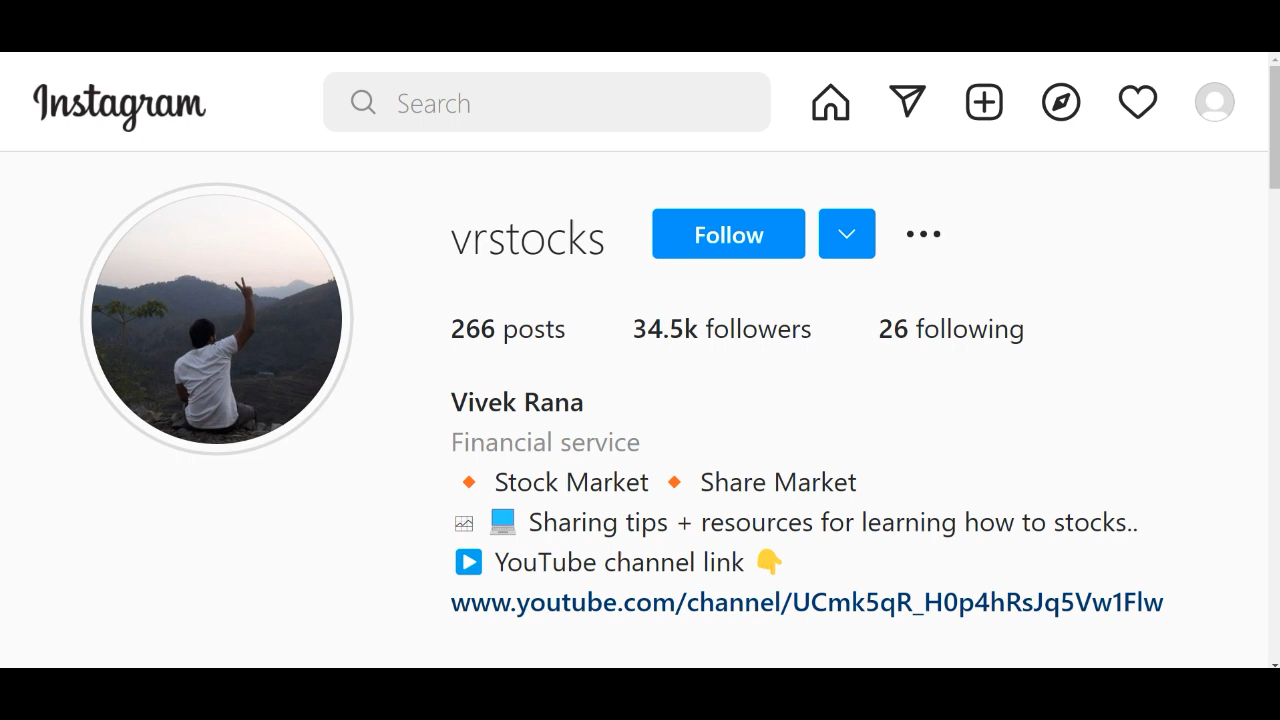 Instagram
Search
vrstocks
Follow
266 posts 34.5k followers 26 following
Vivek Rana
Financial service
🔸 Stock Market 🔸 Share Market
💻 Sharing tips + resources for learning how to stocks..
▶️ YouTube channel link 👇
www.youtube.com/channel/UCmk5qR_H0p4hRsJq5Vw1Flw